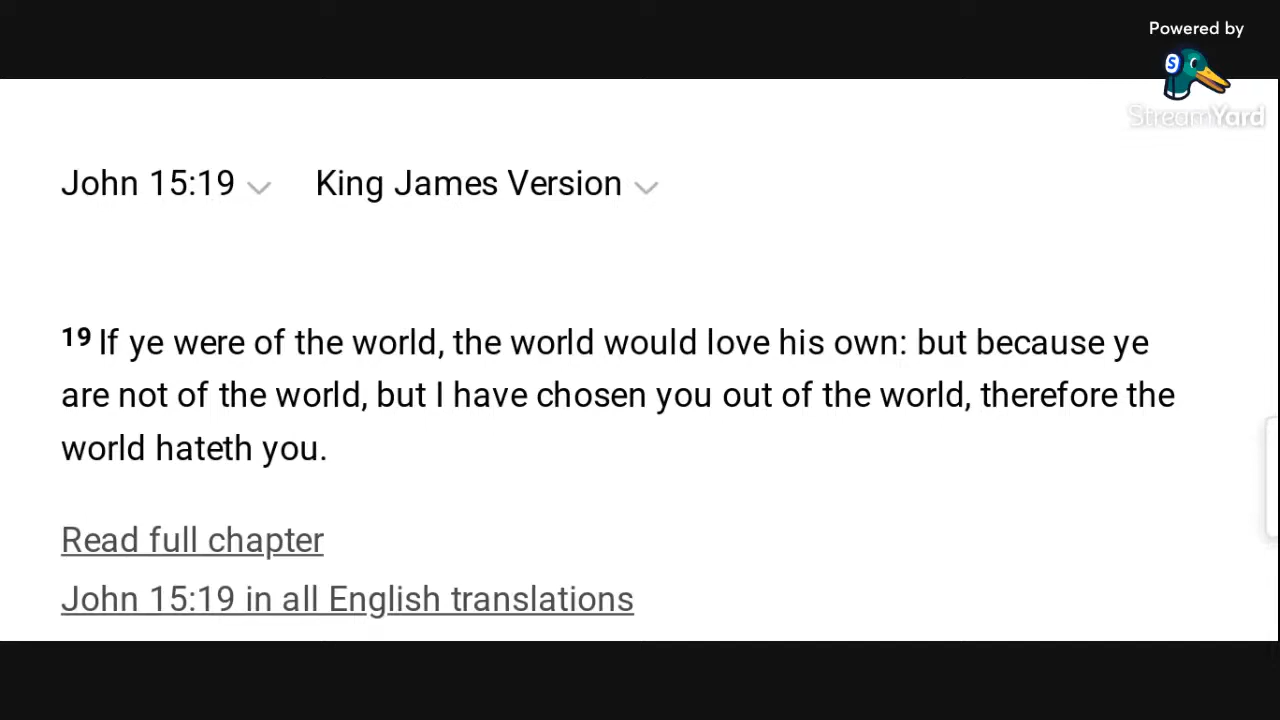 Powered by
S
StreamYard
John 15:19 King James Version
19 If ye were of the world, the world would love his own: but because ye
are not of the world, but I have chosen you out of the world, therefore the
world hateth you.
Read full chapter
John 15:19 in all English translations